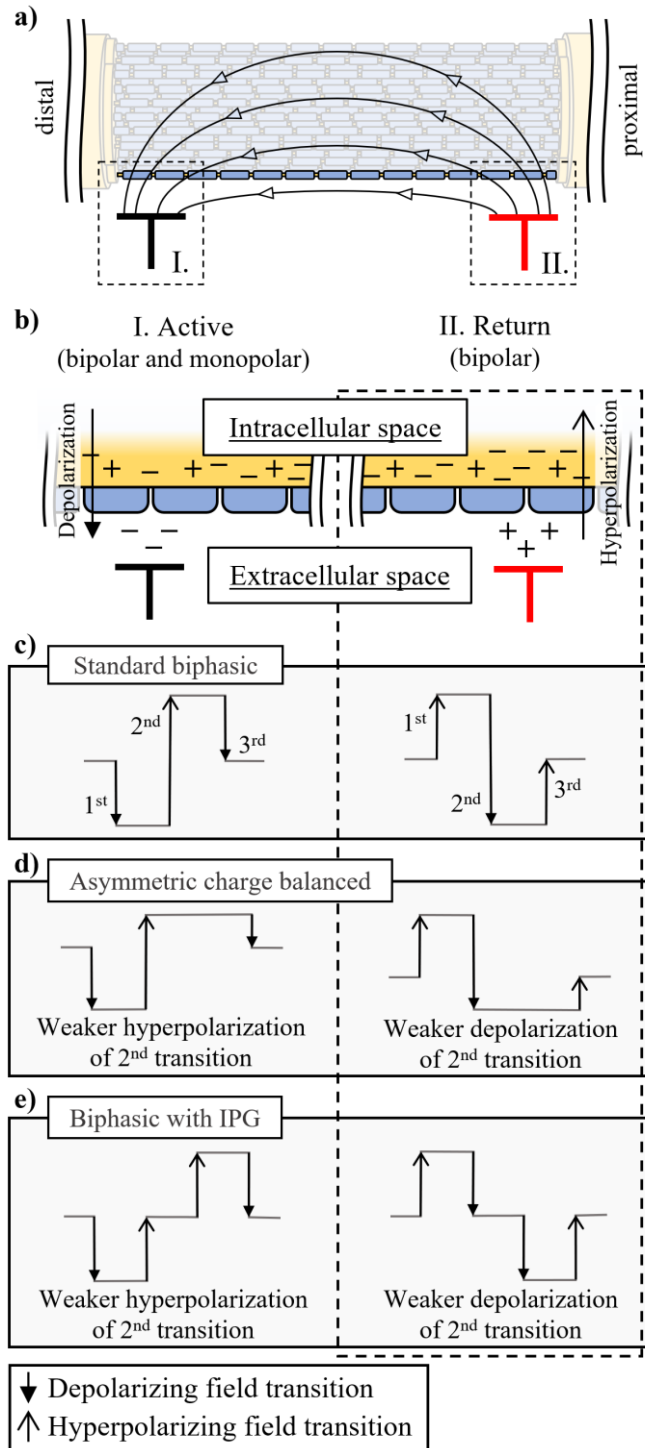 a)
distal
proximal
I.
II.
b)
I. Active
(bipolar and monopolar)
II. Return
(bipolar)
Depolarization
Intracellular space
Hyperpolarization
Extracellular space
c)
Standard biphasic
1st
2nd
3rd
1st
2nd
3rd
d)
Asymmetric charge balanced
Weaker hyperpolarization
of 2nd transition
Weaker depolarization
of 2nd transition
e)
Biphasic with IPG
Weaker hyperpolarization
of 2nd transition
Weaker depolarization
of 2nd transition
Depolarizing field transition
Hyperpolarizing field transition